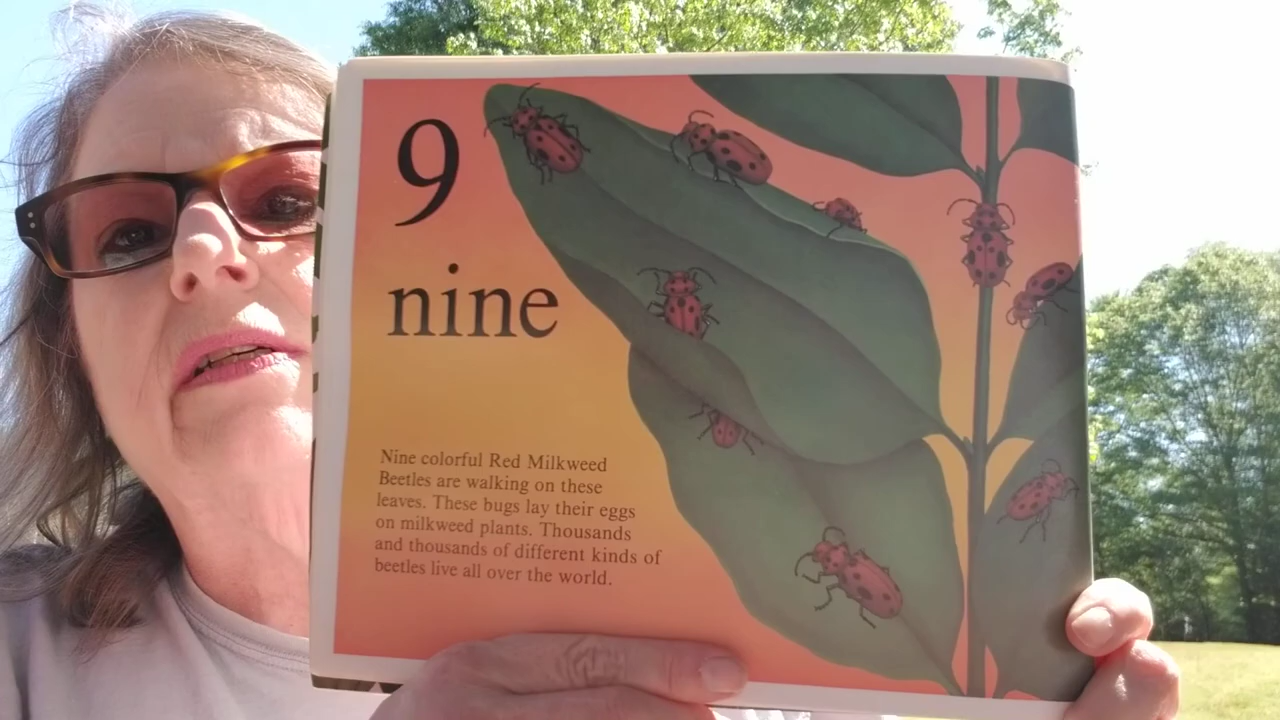 9
nine
Nine colorful Red Milkweed
Beetles are walking on these
leaves. These bugs lay their eggs
on milkweed plants. Thousands
and thousands of different kinds of
beetles live all over the world.